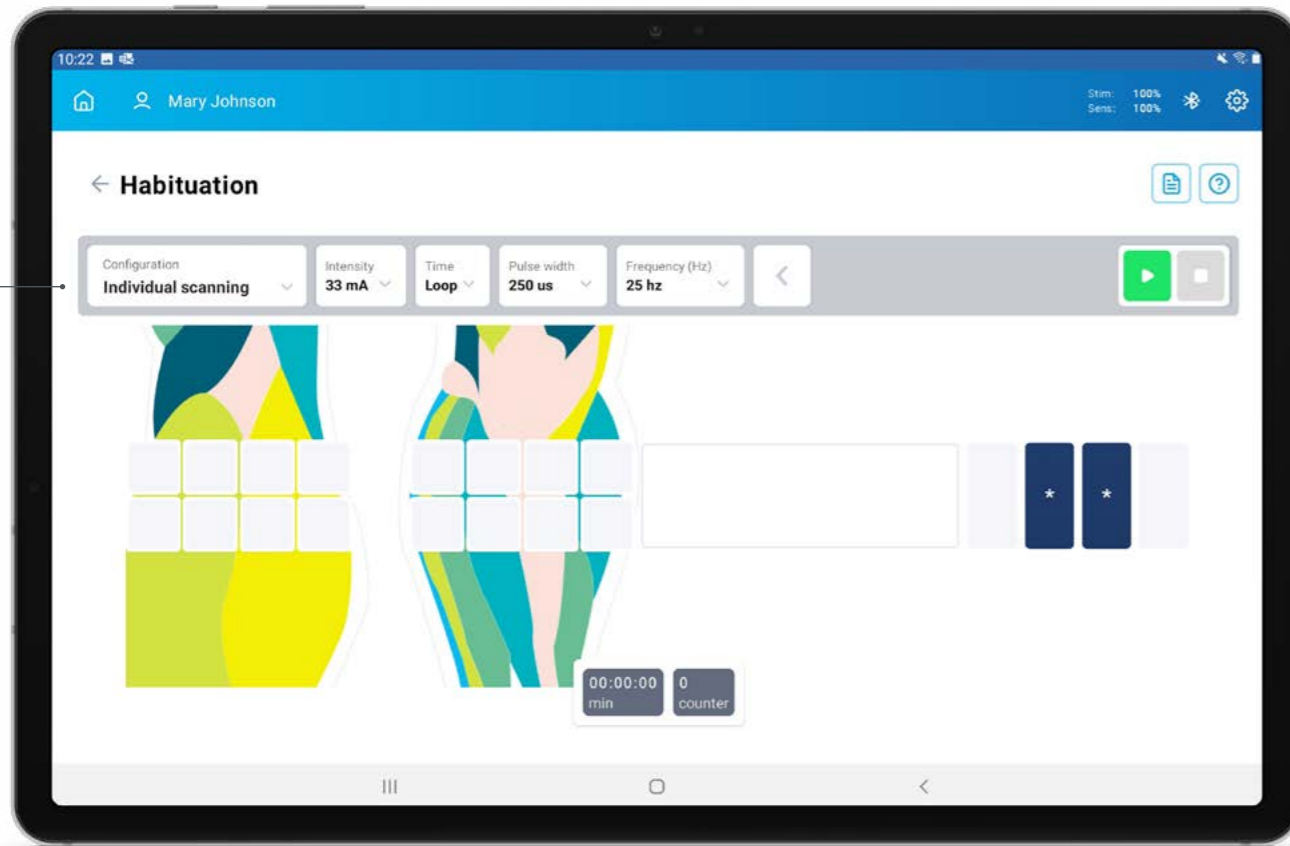 10:22
Mary Johnson
Stim: 100%
Sens: 100%
Habituation
Configuration
Individual scanning
Intensity
33 mA
Time
Loop
Pulse width
250 us
Frequency (Hz)
25 hz
* *
00:00:00
min
0
counter